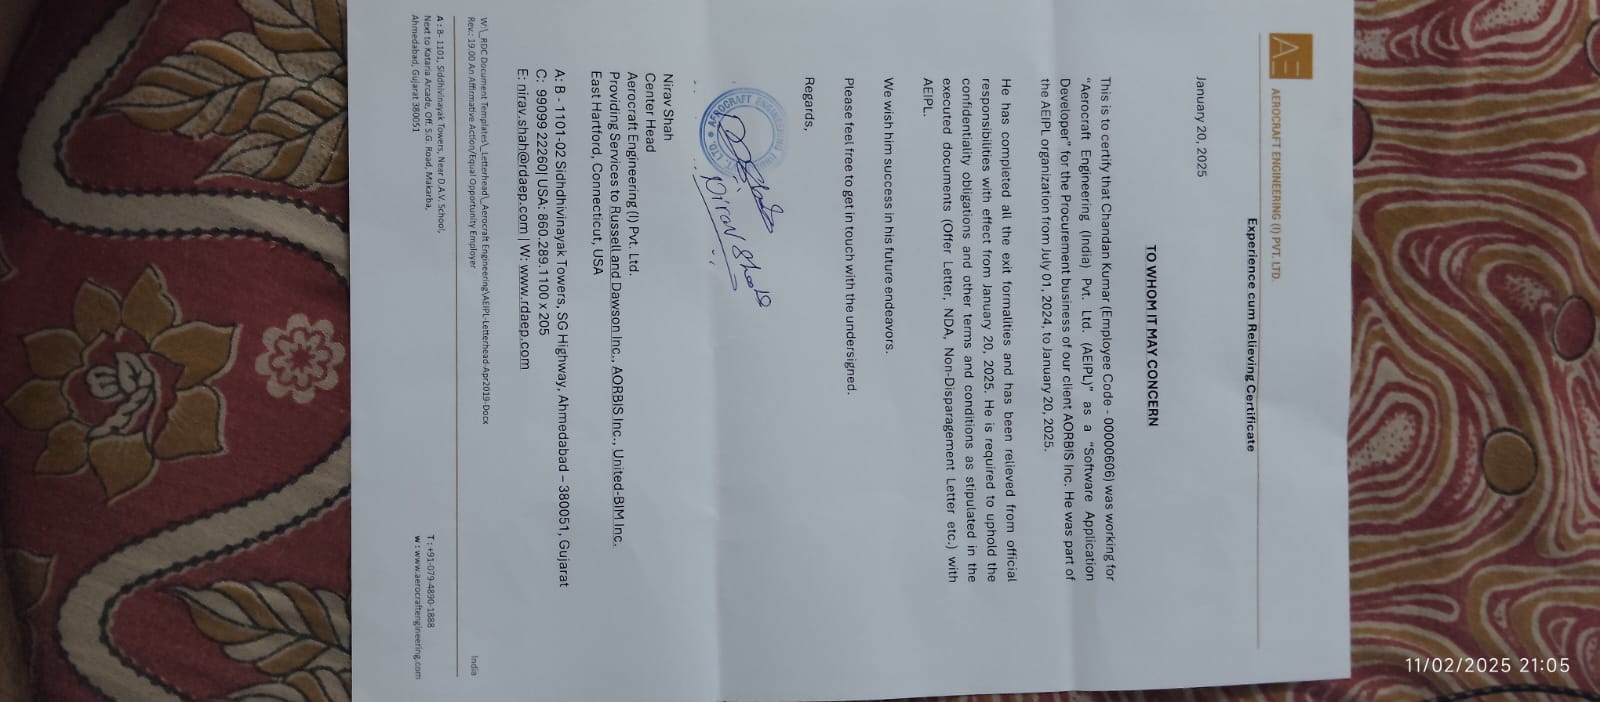 AE AEROCRAFT ENGINEERING (I) PVT. LTD.
Experience cum Relieving Certificate
January 20, 2025
TO WHOM IT MAY CONCERN
This is to certify that Chandan Kumar (Employee Code - 00000606) was working for
"Aerocraft Engineering (India) Pvt. Ltd. (AEIPL)" as a "Software Application
Developer" for the Procurement business of our client AORBIS Inc. He was part of
the AEIPL organization from July 01, 2024, to January 20, 2025.
He has completed all the exit formalities and has been relieved from official
responsibilities with effect from January 20, 2025. He is required to uphold the
confidentiality obligations and other terms and conditions as stipulated in the
executed documents (Offer Letter, NDA, Non-Disparagement Letter etc.) with
AEIPL.
We wish him success in his future endeavors.
Please feel free to get in touch with the undersigned.
Regards,
AEROCRAFT ENGINEERING
LTD.
Nirav Shah
Nirav Shah
Center Head
Aerocraft Engineering (I) Pvt. Ltd.
Providing Services to Russell and Dawson Inc., AORBIS Inc., United-BIM Inc.
East Hartford, Connecticut, USA
A: B - 1101-02 Sidhdhivinayak Towers, SG Highway, Ahmedabad – 380051, Gujarat
C: 99099 22260| USA: 860.289.1100 x 205
E: nirav.shah@rdaep.com | W: www.rdaep.com
W:\_RDC Document Templates\_Letterhead\_Aerocraft Engineering\AEIPL-Letterhead-Apr2019-Docx
Rev.: 19.00 An Affirmative Action/Equal Opportunity Employer
India
A : B- 1101, Siddhivinayak Towers, Near D.A.V. School,
Next to Kataria Arcade, Off. S.G. Road, Makarba,
Ahmedabad, Gujarat 380051
T : +91-079-4890-1888
w : www.aerocraftengineering.com
11/02/2025 21:05